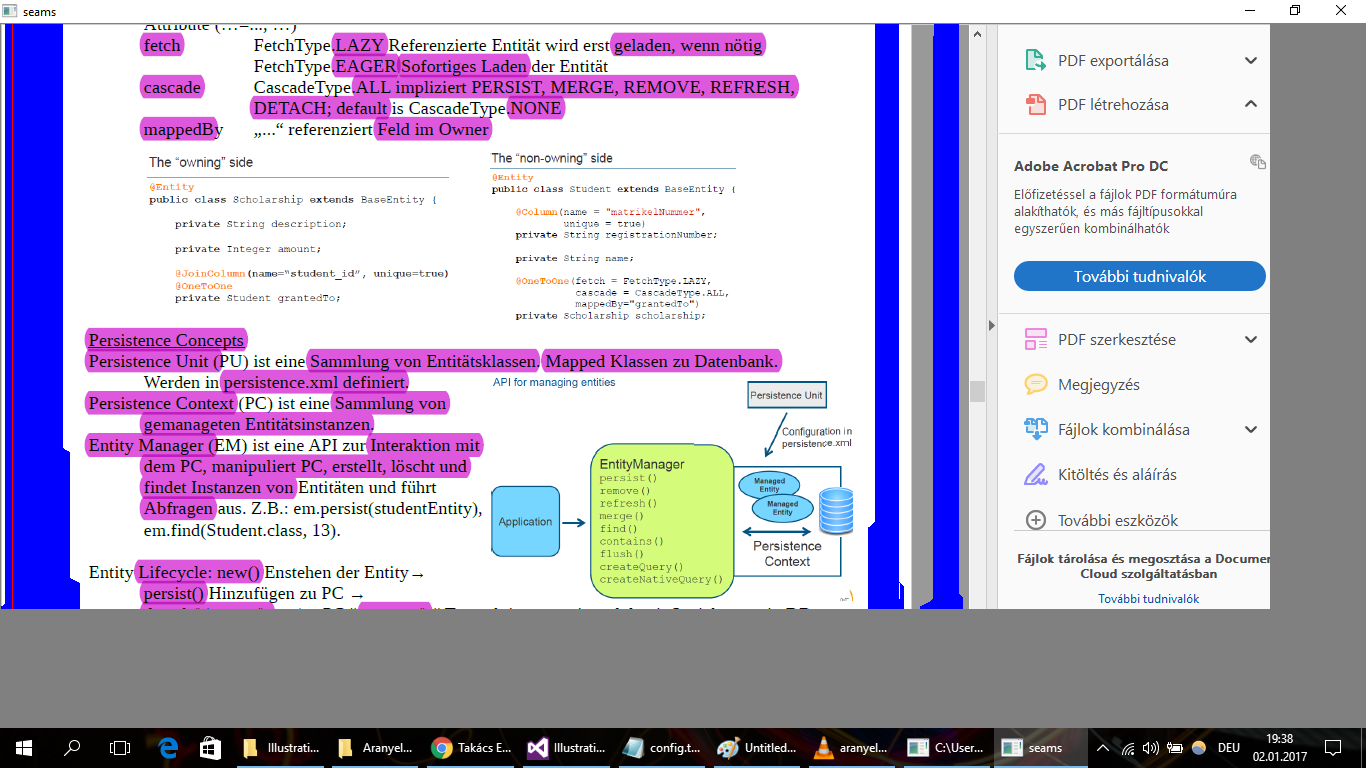 seams
Attribute (…=..., …)
fetch FetchType.LAZY Referenzierte Entität wird erst geladen, wenn nötig
FetchType.EAGER Sofortiges Laden der Entität
cascade CascadeType.ALL impliziert PERSIST, MERGE, REMOVE, REFRESH,
DETACH; default is CascadeType.NONE
mappedBy „...“ referenziert Feld im Owner
The “owning” side
@Entity
public class Scholarship extends BaseEntity {
private String description;
private Integer amount;
@JoinColumn(name=“student_id”, unique=true)
@OneToOne
private Student grantedTo;
The “non-owning” side
@Entity
public class Student extends BaseEntity {
@Column(name = "matrikelNummer",
unique = true)
private String registrationNumber;
private String name;
@OneToOne(fetch = FetchType.LAZY,
cascade = CascadeType.ALL,
mappedBy="grantedTo")
private Scholarship scholarship;
Persistence Concepts
Persistence Unit (PU) ist eine Sammlung von Entitätsklassen. Mapped Klassen zu Datenbank.
Werden in persistence.xml definiert.
Persistence Context (PC) ist eine Sammlung von
gemanageten Entitätsinstanzen.
Entity Manager (EM) ist eine API zur Interaktion mit
dem PC, manipuliert PC, erstellt, löscht und
findet Instanzen von Entitäten und führt
Abfragen aus. Z.B.: em.persist(studentEntity),
em.find(Student.class, 13).
Entity Lifecycle: new() Enstehen der Entity→
persist() Hinzufügen zu PC →
API for managing entities
Persistence Unit
Configuration in
persistence.xml
Application
EntityManager
persist()
remove()
refresh()
merge()
find()
contains()
flush()
createQuery()
createNativeQuery()
Managed
Entity
Managed
Entity
Persistence
Context
PDF exportálása
PDF létrehozása
Adobe Acrobat Pro DC
Előfizetéssel a fájlok PDF formátumúra
alakíthatók, és más fájltípusokkal
egyszerűen kombinálhatók
További tudnivalók
PDF szerkesztése
Megjegyzés
Fájlok kombinálása
Kitöltés és aláírás
További eszközök
Fájlok tárolása és megosztása a Documen
Cloud szolgáltatásban
További tudnivalók
Illustrati...
Aranyel...
Takács E...
Illustrati...
config.t...
Untitled...
aranyel...
C:\User...
seams
DEU
19:38
02.01.2017